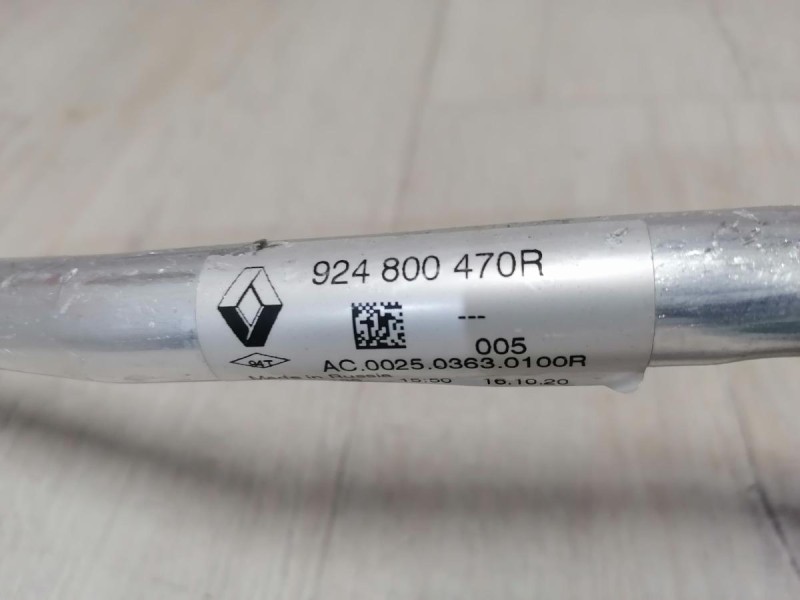 924 800 470R
---
005
AC.0025.0363.0100R
Made in Russia 15:50 16.10.20